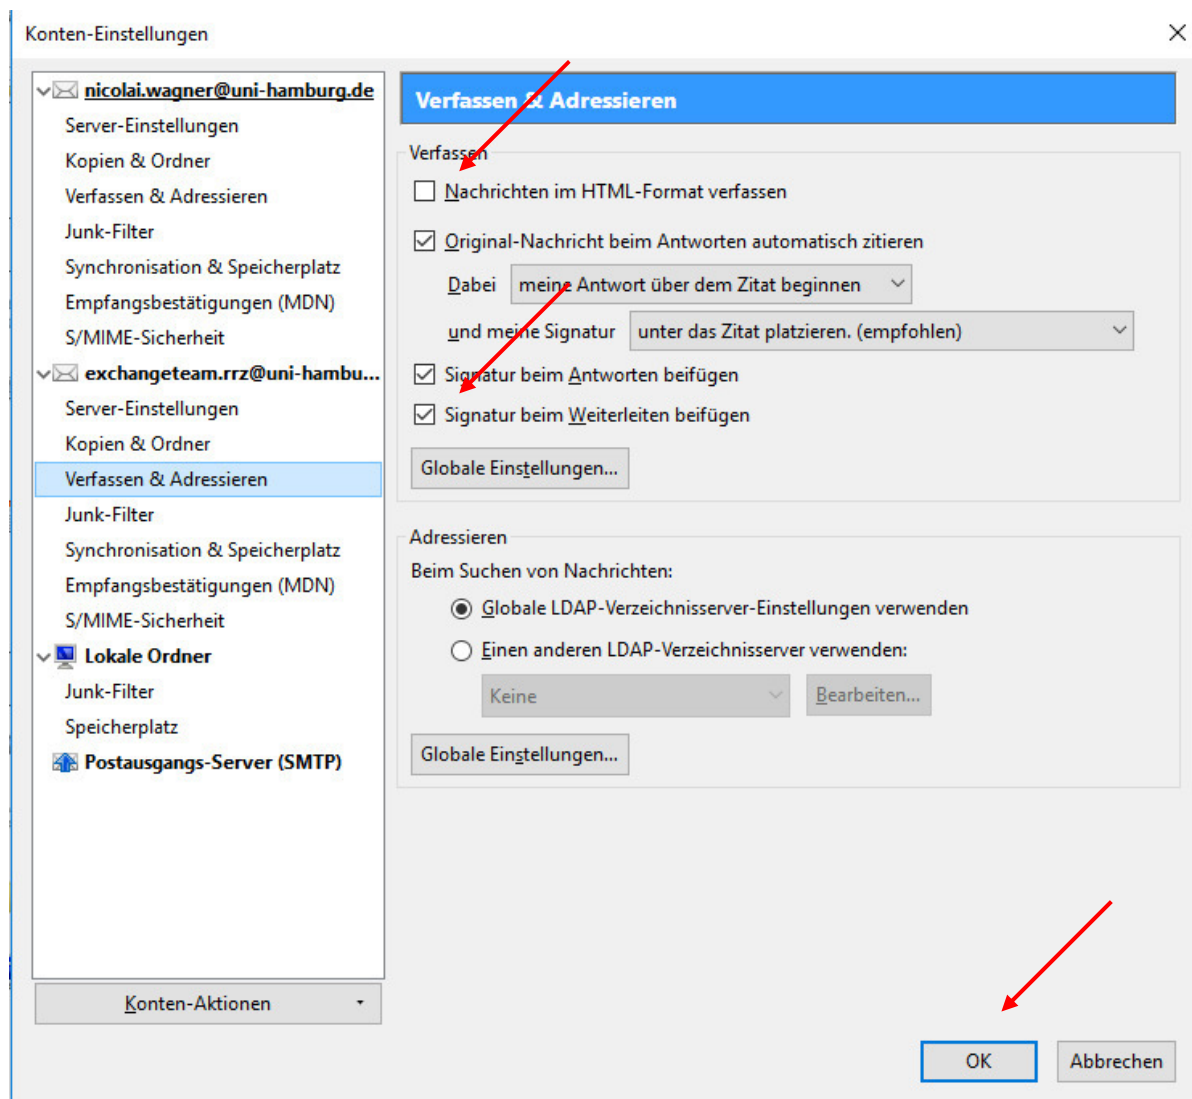 Konten-Einstellungen
nicolai.wagner@uni-hamburg.de
Server-Einstellungen
Kopien & Ordner
Verfassen & Adressieren
Junk-Filter
Synchronisation & Speicherplatz
Empfangsbestätigungen (MDN)
S/MIME-Sicherheit
exchangeteam.rrz@uni-hambu...
Server-Einstellungen
Kopien & Ordner
Verfassen & Adressieren
Junk-Filter
Synchronisation & Speicherplatz
Empfangsbestätigungen (MDN)
S/MIME-Sicherheit
Lokale Ordner
Junk-Filter
Speicherplatz
Postausgangs-Server (SMTP)
Konten-Aktionen
Verfassen & Adressieren
Verfassen
Nachrichten im HTML-Format verfassen
Original-Nachricht beim Antworten automatisch zitieren
Dabei meine Antwort über dem Zitat beginnen
und meine Signatur unter das Zitat platzieren. (empfohlen)
Signatur beim Antworten beifügen
Signatur beim Weiterleiten beifügen
Globale Einstellungen...
Adressieren
Beim Suchen von Nachrichten:
Globale LDAP-Verzeichnisserver-Einstellungen verwenden
Einen anderen LDAP-Verzeichnisserver verwenden:
Keine Bearbeiten...
Globale Einstellungen...
OK Abbrechen